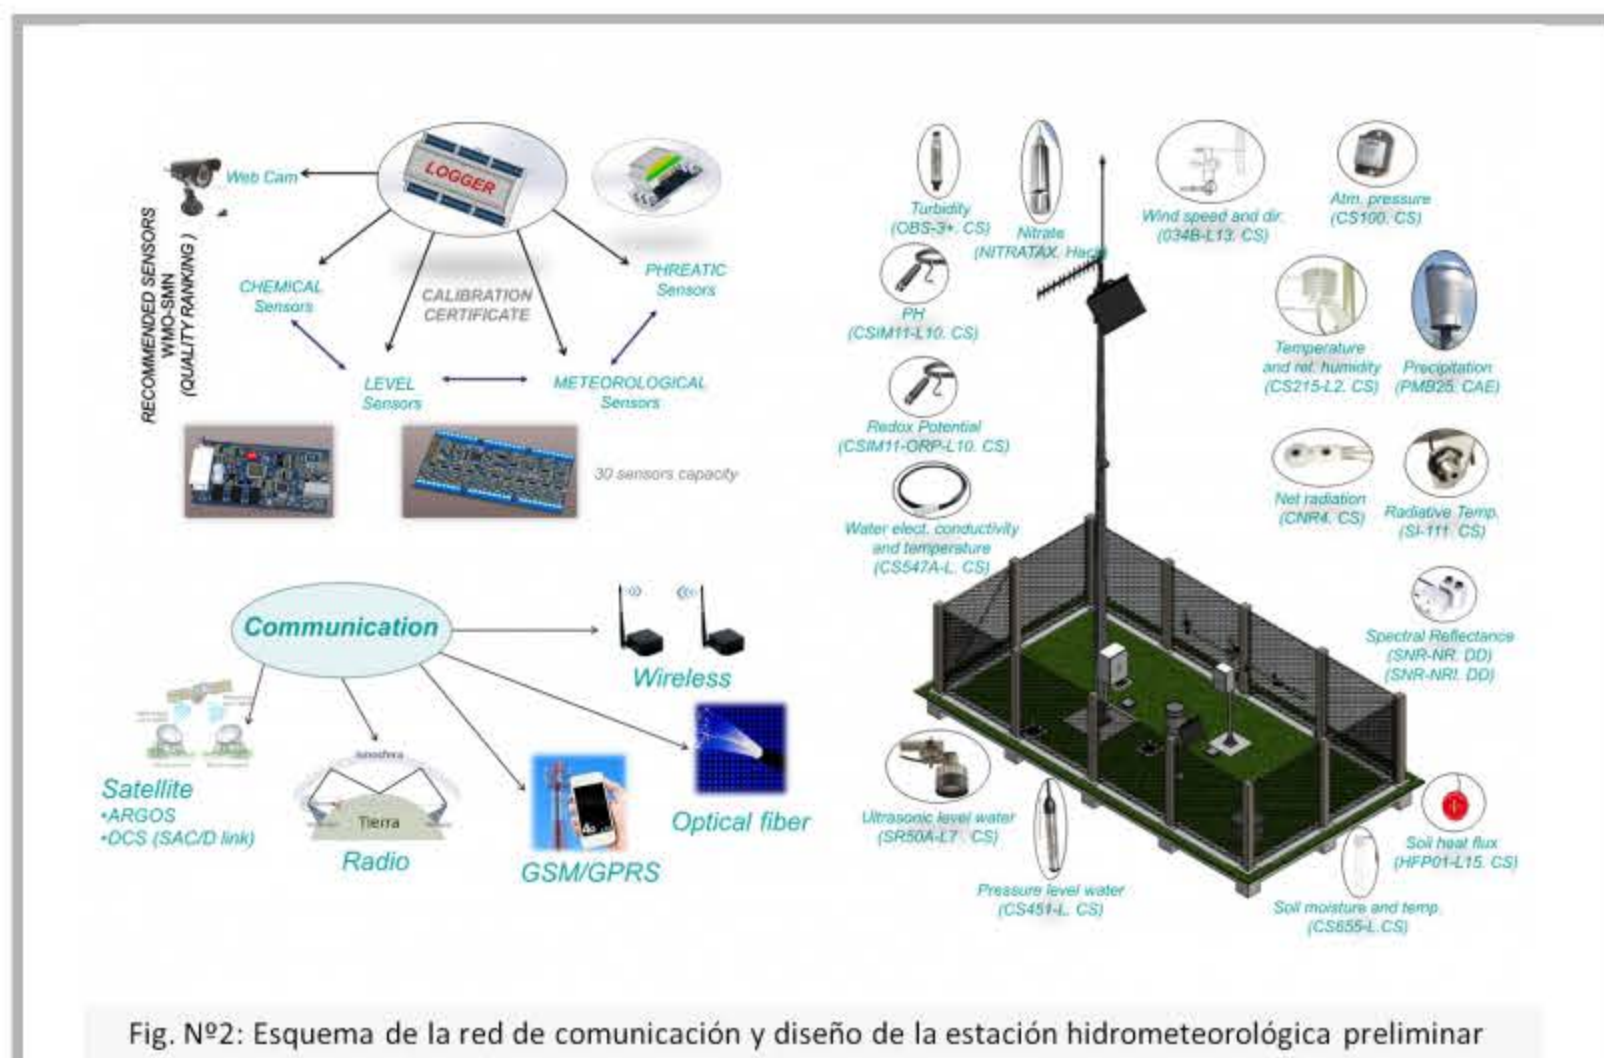 LOGGER
Web Cam
RECOMMENDED SENSORS
WMO-SMN
(QUALITY RANKING )
CHEMICAL
Sensors
CALIBRATION
CERTIFICATE
PHREATIC
Sensors
LEVEL
Sensors
METEOROLOGICAL
Sensors
30 sensors capacity
Communication
Wireless
Satellite
•ARGOS
•DCS (SAC/D link)
Ionosfera
Tierra
Radio
GSM/GPRS
Optical fiber
Turbidity
(OBS-3+. CS)
Nitrate
(NITRATAX. Hach)
Wind speed and dir.
(034B-L13. CS)
Atm. pressure
(CS100. CS)
PH
(CSIM11-L10. CS)
Temperature
and rel. humidity
(CS215-L2. CS)
Precipitation
(PMB25. CAE)
Redox Potential
(CSIM11-ORP-L10. CS)
Net radiation
(CNR4. CS)
Radiative Temp.
(SI-111. CS)
Water elect. conductivity
and temperature
(CS547A-L. CS)
Spectral Reflectance
(SNR-NR. DD)
(SNR-NRI. DD)
Ultrasonic level water
(SR50A-L7 . CS)
Pressure level water
(CS451-L. CS)
Soil heat flux
(HFP01-L15. CS)
Soil moisture and temp.
(CS655-L.CS)
Fig. Nº2: Esquema de la red de comunicación y diseño de la estación hidrometeorológica preliminar